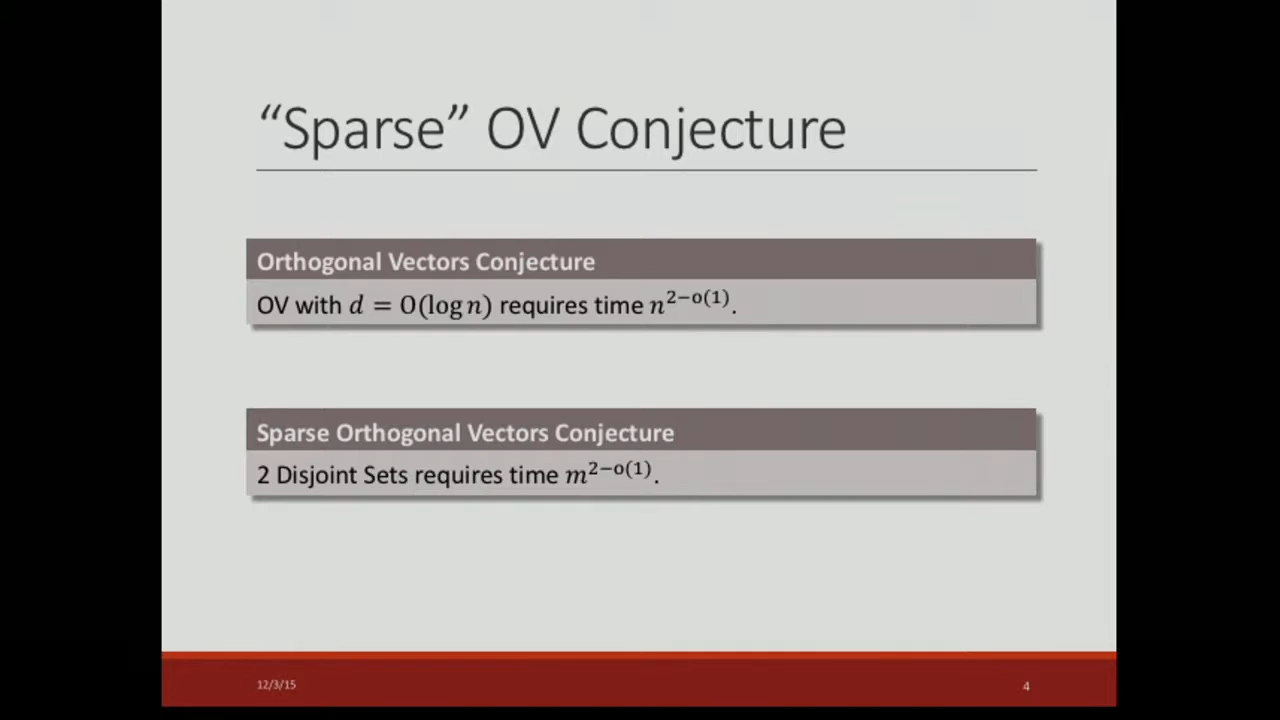 “Sparse” OV Conjecture
Orthogonal Vectors Conjecture
OV with d = O(log n) requires time n^{2−o(1)}.
Sparse Orthogonal Vectors Conjecture
2 Disjoint Sets requires time m^{2−o(1)}.
12/3/15
4